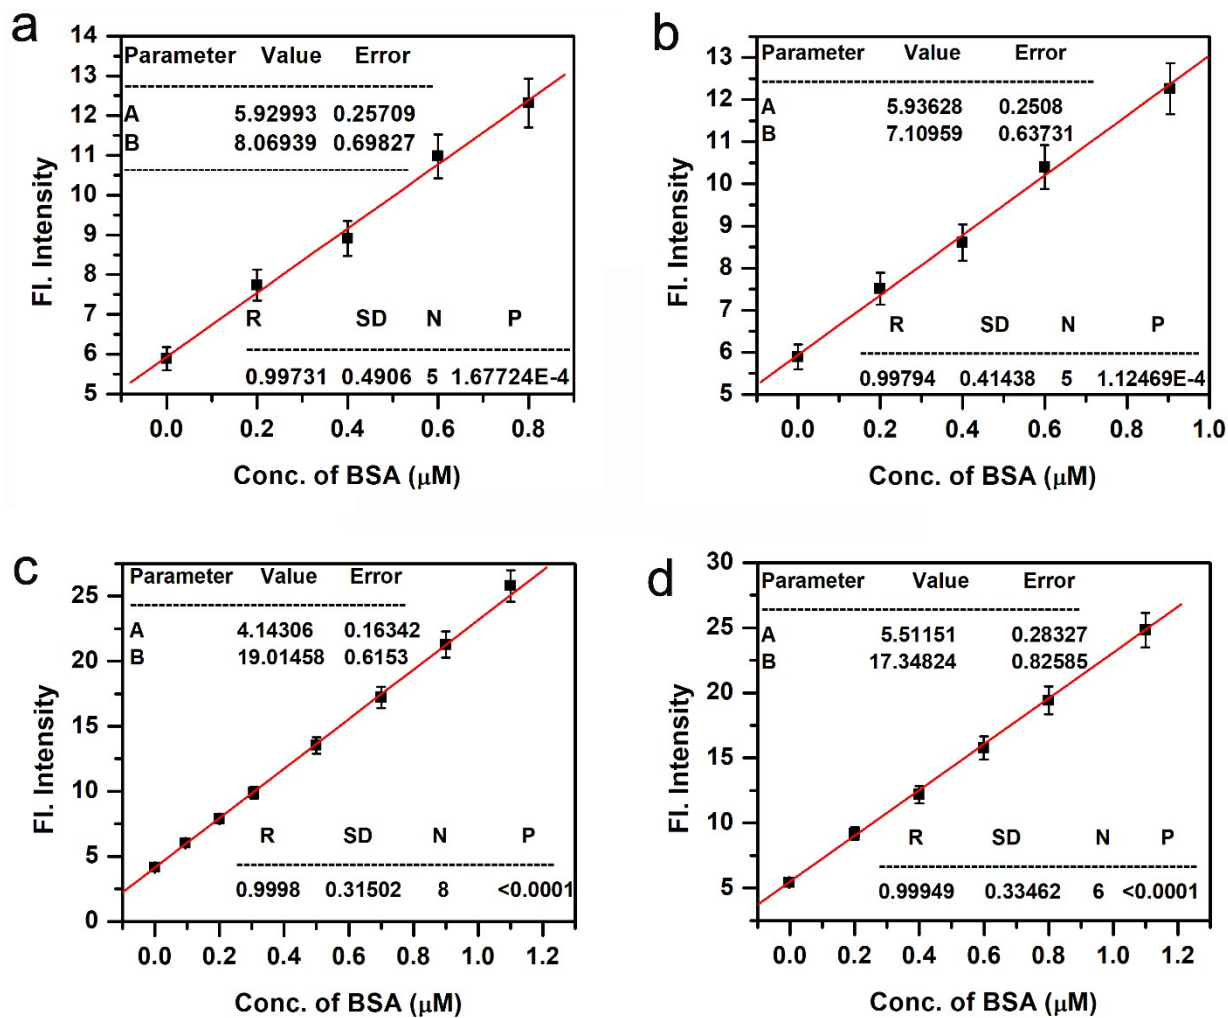 a
14
13
12
11
10
9
8
7
6
5
Fl. Intensity
Parameter Value Error
A 5.92993 0.25709
B 8.06939 0.69827
R SD N P
0.99731 0.4906 5 1.67724E-4
0.0 0.2 0.4 0.6 0.8
Conc. of BSA (μM)
b
13
12
11
10
9
8
7
6
5
Fl. Intensity
Parameter Value Error
A 5.93628 0.2508
B 7.10959 0.63731
R SD N P
0.99794 0.41438 5 1.12469E-4
0.0 0.2 0.4 0.6 0.8 1.0
Conc. of BSA (μM)
c
25
20
15
10
5
0
Fl. Intensity
Parameter Value Error
A 4.14306 0.16342
B 19.01458 0.6153
R SD N P
0.9998 0.31502 8 <0.0001
0.0 0.2 0.4 0.6 0.8 1.0 1.2
Conc. of BSA (μM)
d
30
25
20
15
10
5
Fl. Intensity
Parameter Value Error
A 5.51151 0.28327
B 17.34824 0.82585
R SD N P
0.99949 0.33462 6 <0.0001
0.0 0.2 0.4 0.6 0.8 1.0 1.2
Conc. of BSA (μM)